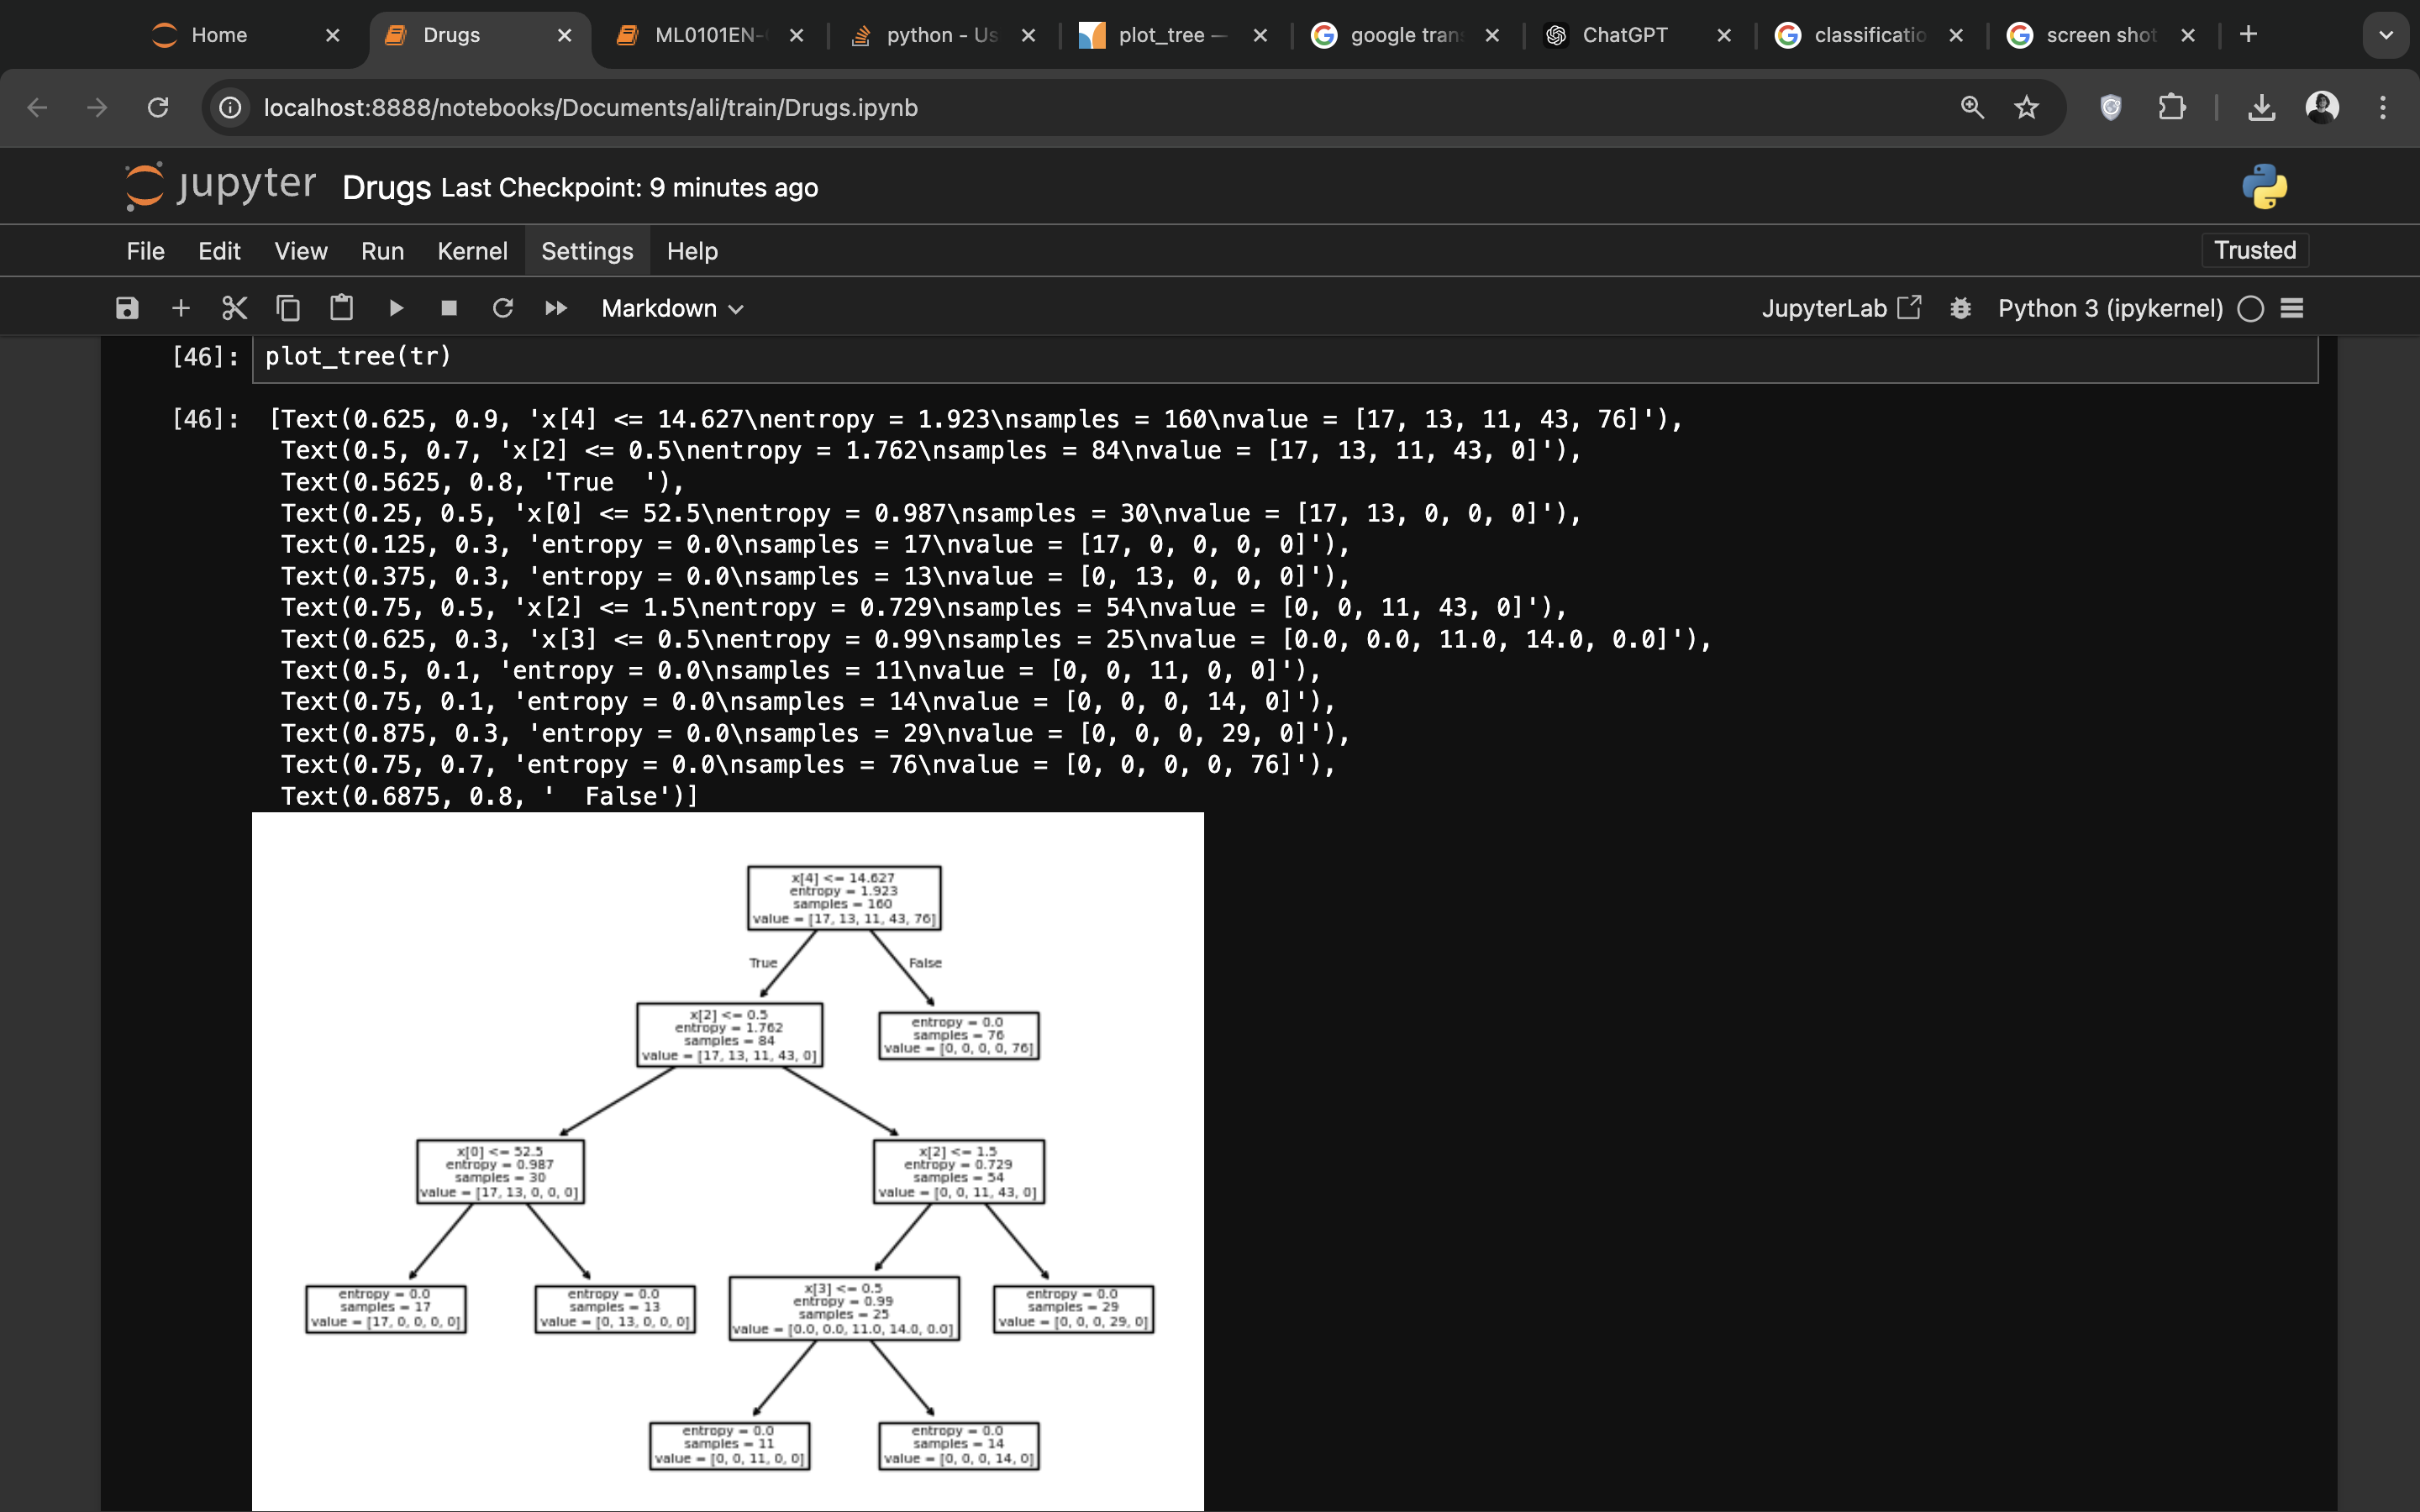 Home
Drugs
ML0101EN-
python - Us
plot_tree —
google trans
ChatGPT
classificatio
screen shot
localhost:8888/notebooks/Documents/ali/train/Drugs.ipynb
jupyter Drugs Last Checkpoint: 9 minutes ago
File Edit View Run Kernel Settings Help Trusted
Markdown JupyterLab Python 3 (ipykernel)
[46]: plot_tree(tr)
[46]: [Text(0.625, 0.9, 'x[4] <= 14.627\nentropy = 1.923\nsamples = 160\nvalue = [17, 13, 11, 43, 76]'),
Text(0.5, 0.7, 'x[2] <= 0.5\nentropy = 1.762\nsamples = 84\nvalue = [17, 13, 11, 43, 0]'),
Text(0.5625, 0.8, 'True  '),
Text(0.25, 0.5, 'x[0] <= 52.5\nentropy = 0.987\nsamples = 30\nvalue = [17, 13, 0, 0, 0]'),
Text(0.125, 0.3, 'entropy = 0.0\nsamples = 17\nvalue = [17, 0, 0, 0, 0]'),
Text(0.375, 0.3, 'entropy = 0.0\nsamples = 13\nvalue = [0, 13, 0, 0, 0]'),
Text(0.75, 0.5, 'x[2] <= 1.5\nentropy = 0.729\nsamples = 54\nvalue = [0, 0, 11, 43, 0]'),
Text(0.625, 0.3, 'x[3] <= 0.5\nentropy = 0.99\nsamples = 25\nvalue = [0.0, 0.0, 11.0, 14.0, 0.0]'),
Text(0.5, 0.1, 'entropy = 0.0\nsamples = 11\nvalue = [0, 0, 11, 0, 0]'),
Text(0.75, 0.1, 'entropy = 0.0\nsamples = 14\nvalue = [0, 0, 0, 14, 0]'),
Text(0.875, 0.3, 'entropy = 0.0\nsamples = 29\nvalue = [0, 0, 0, 29, 0]'),
Text(0.75, 0.7, 'entropy = 0.0\nsamples = 76\nvalue = [0, 0, 0, 0, 76]'),
Text(0.6875, 0.8, '  False')]
x[4] <= 14.627
entropy = 1.923
samples = 160
value = [17, 13, 11, 43, 76]
True
False
x[2] <= 0.5
entropy = 1.762
samples = 84
value = [17, 13, 11, 43, 0]
entropy = 0.0
samples = 76
value = [0, 0, 0, 0, 76]
x[0] <= 52.5
entropy = 0.987
samples = 30
value = [17, 13, 0, 0, 0]
x[2] <= 1.5
entropy = 0.729
samples = 54
value = [0, 0, 11, 43, 0]
entropy = 0.0
samples = 17
value = [17, 0, 0, 0, 0]
entropy = 0.0
samples = 13
value = [0, 13, 0, 0, 0]
x[3] <= 0.5
entropy = 0.99
samples = 25
value = [0.0, 0.0, 11.0, 14.0, 0.0]
entropy = 0.0
samples = 29
value = [0, 0, 0, 29, 0]
entropy = 0.0
samples = 11
value = [0, 0, 11, 0, 0]
entropy = 0.0
samples = 14
value = [0, 0, 0, 14, 0]